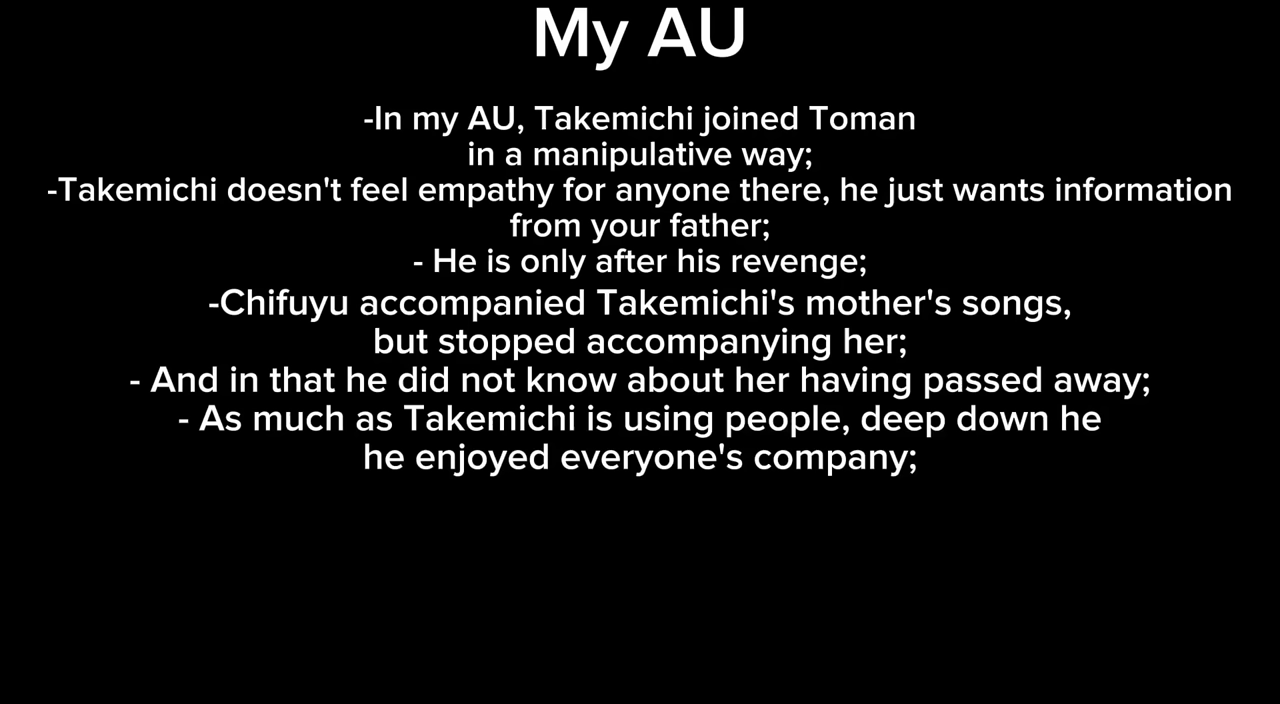 My AU
-In my AU, Takemichi joined Toman
in a manipulative way;
-Takemichi doesn't feel empathy for anyone there, he just wants information
from your father;
- He is only after his revenge;
-Chifuyu accompanied Takemichi's mother's songs,
but stopped accompanying her;
- And in that he did not know about her having passed away;
- As much as Takemichi is using people, deep down he
he enjoyed everyone's company;